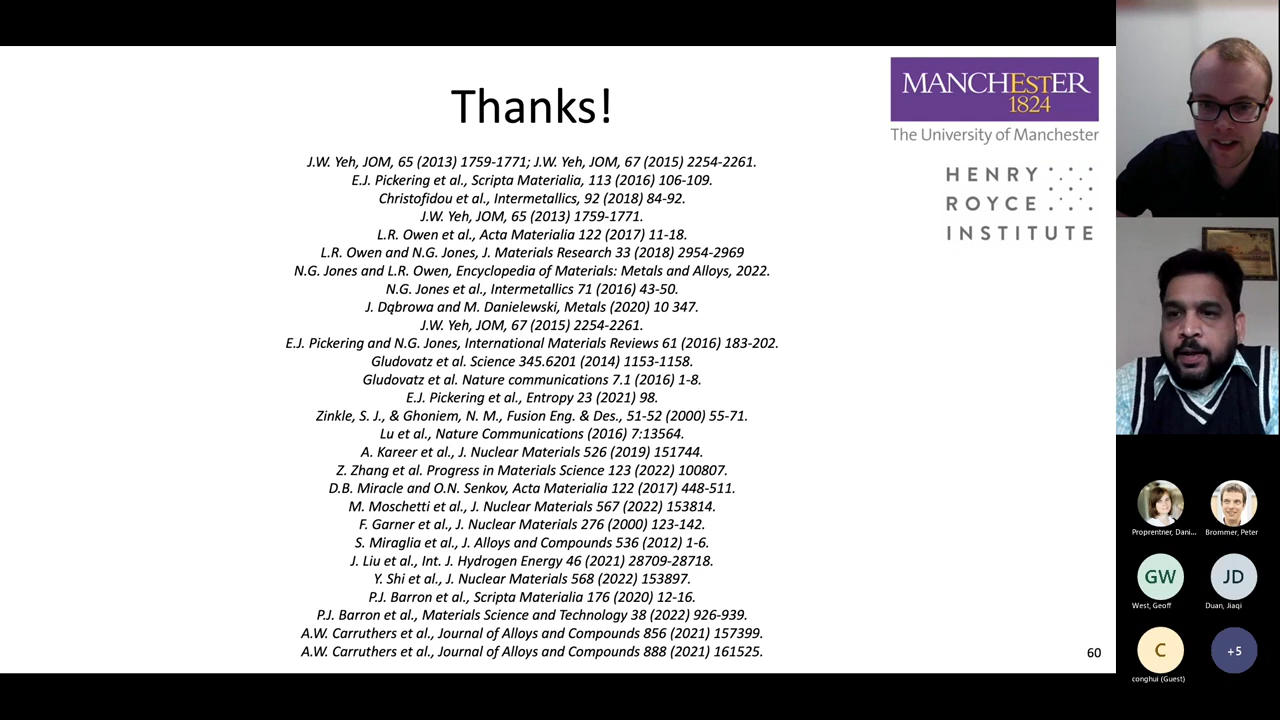 Thanks!
J.W. Yeh, JOM, 65 (2013) 1759-1771; J.W. Yeh, JOM, 67 (2015) 2254-2261.
E.J. Pickering et al., Scripta Materialia, 113 (2016) 106-109.
Christofidou et al., Intermetallics, 92 (2018) 84-92.
J.W. Yeh, JOM, 65 (2013) 1759-1771.
L.R. Owen et al., Acta Materialia 122 (2017) 11-18.
L.R. Owen and N.G. Jones, J. Materials Research 33 (2018) 2954-2969
N.G. Jones and L.R. Owen, Encyclopedia of Materials: Metals and Alloys, 2022.
N.G. Jones et al., Intermetallics 71 (2016) 43-50.
J. Dąbrowa and M. Danielewski, Metals (2020) 10 347.
J.W. Yeh, JOM, 67 (2015) 2254-2261.
E.J. Pickering and N.G. Jones, International Materials Reviews 61 (2016) 183-202.
Gludovatz et al. Science 345.6201 (2014) 1153-1158.
Gludovatz et al. Nature communications 7.1 (2016) 1-8.
E.J. Pickering et al., Entropy 23 (2021) 98.
Zinkle, S. J., & Ghoniem, N. M., Fusion Eng. & Des., 51-52 (2000) 55-71.
Lu et al., Nature Communications (2016) 7:13564.
A. Kareer et al., J. Nuclear Materials 526 (2019) 151744.
Z. Zhang et al. Progress in Materials Science 123 (2022) 100807.
D.B. Miracle and O.N. Senkov, Acta Materialia 122 (2017) 448-511.
M. Moschetti et al., J. Nuclear Materials 567 (2022) 153814.
F. Garner et al., J. Nuclear Materials 276 (2000) 123-142.
S. Miraglia et al., J. Alloys and Compounds 536 (2012) 1-6.
J. Liu et al., Int. J. Hydrogen Energy 46 (2021) 28709-28718.
Y. Shi et al., J. Nuclear Materials 568 (2022) 153897.
P.J. Barron et al., Scripta Materialia 176 (2020) 12-16.
P.J. Barron et al., Materials Science and Technology 38 (2022) 926-939.
A.W. Carruthers et al., Journal of Alloys and Compounds 856 (2021) 157399.
A.W. Carruthers et al., Journal of Alloys and Compounds 888 (2021) 161525.
60
MANCHESTER
1824
The University of Manchester
HENRY
ROYCE
INSTITUTE
Proprentner, Dani...
Brommer, Peter
GW
JD
West, Geoff
Duan, Jiaqi
C
+5
conghui (Guest)